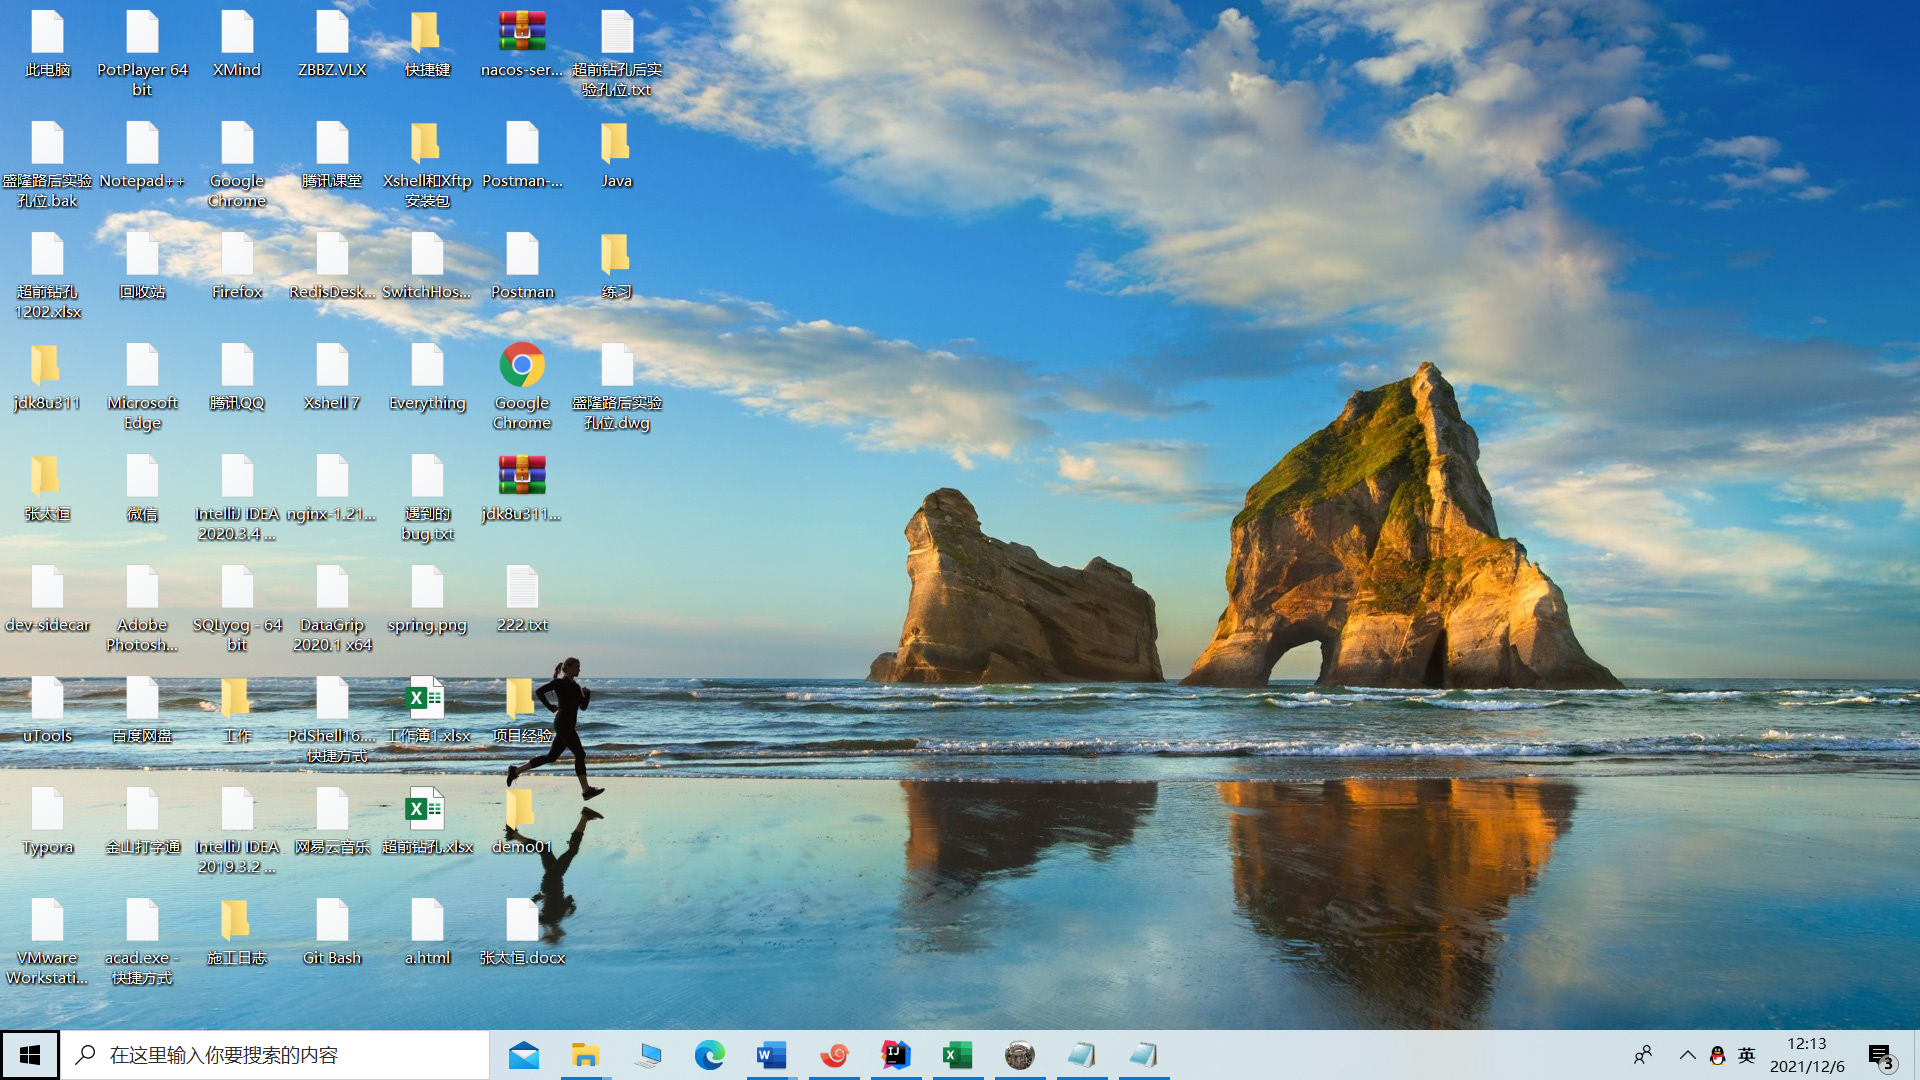 此电脑
PotPlayer 64
bit
XMind
ZBBZ.VLX
快捷键
nacos-ser...
超前钻孔后实
验孔位.txt
盛隆路后实验
孔位.bak
Notepad++
Google
Chrome
腾讯课堂
Xshell和Xftp
安装包
Postman-...
Java
超前钻孔
1202.xlsx
回收站
Firefox
RedisDesk...
SwitchHos...
Postman
练习
jdk8u311
Microsoft
Edge
腾讯QQ
Xshell 7
Everything
Google
Chrome
盛隆路后实验
孔位.dwg
张太恒
微信
IntelliJ IDEA
2020.3.4 ...
nginx-1.21...
遇到的
bug.txt
jdk8u311...
dev-sidecar
Adobe
Photosh...
SQLyog - 64
bit
DataGrip
2020.1 x64
spring.png
222.txt
uTools
百度网盘
工作
PdShell16....
- 快捷方式
工作簿1.xlsx
项目经验
Typora
金山打字通
IntelliJ IDEA
2019.3.2 ...
网易云音乐
超前钻孔.xlsx
demo01
VMware
Workstati...
acad.exe -
快捷方式
施工日志
Git Bash
a.html
张太恒.docx
在这里输入你要搜索的内容
英
12:13
2021/12/6
3